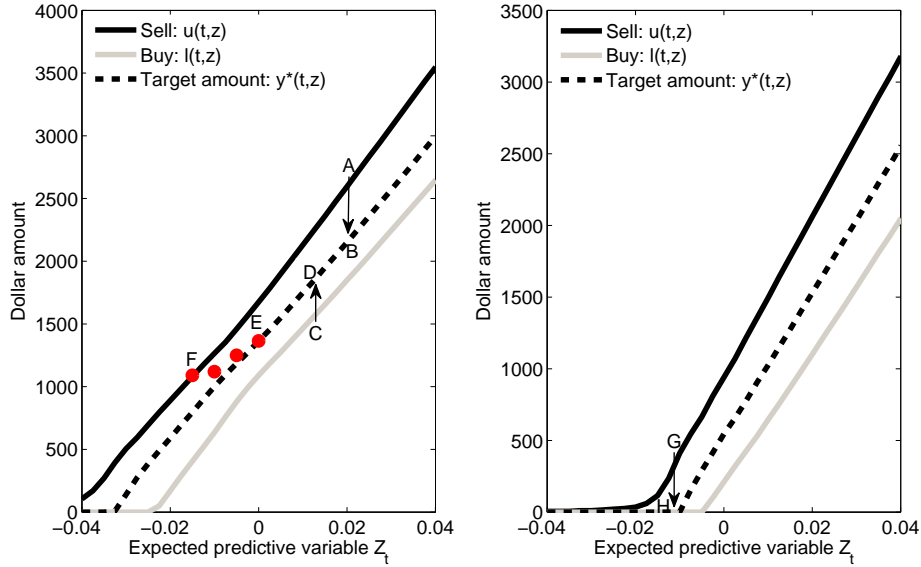 Sell: u(t,z)
Buy: l(t,z)
Target amount: y*(t,z)
4000
3500
3000
2500
2000
1500
1000
500
0
Dollar amount
A
B
D
C
E
F
−0.04 −0.02 0 0.02 0.04
Expected predictive variable Z_t
Sell: u(t,z)
Buy: l(t,z)
Target amount: y*(t,z)
3500
3000
2500
2000
1500
1000
500
0
Dollar amount
G
H
−0.04 −0.02 0 0.02 0.04
Expected predictive variable Z_t